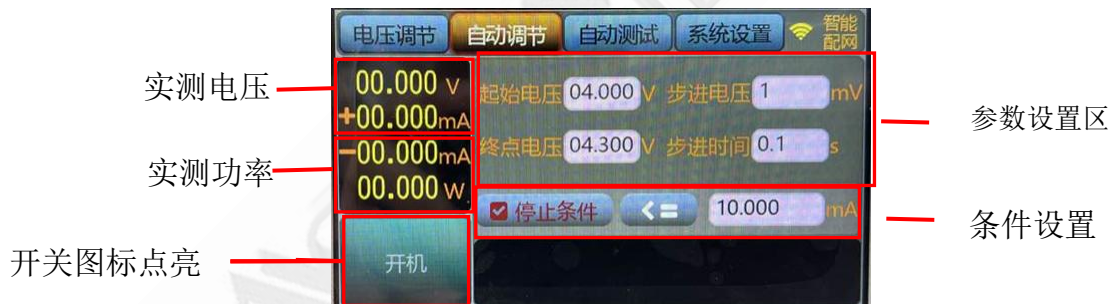 电压调节 自动调节 自动测试 系统设置 智能配网
实测电压
00.000 V
+00.000mA
起始电压 04.000 V 步进电压 1 mV
参数设置区
实测功率
-00.000mA
00.000 W
终点电压 04.300 V 步进时间 0.1 s
停止条件 <= 10.000 mA
条件设置
开关图标点亮
开机